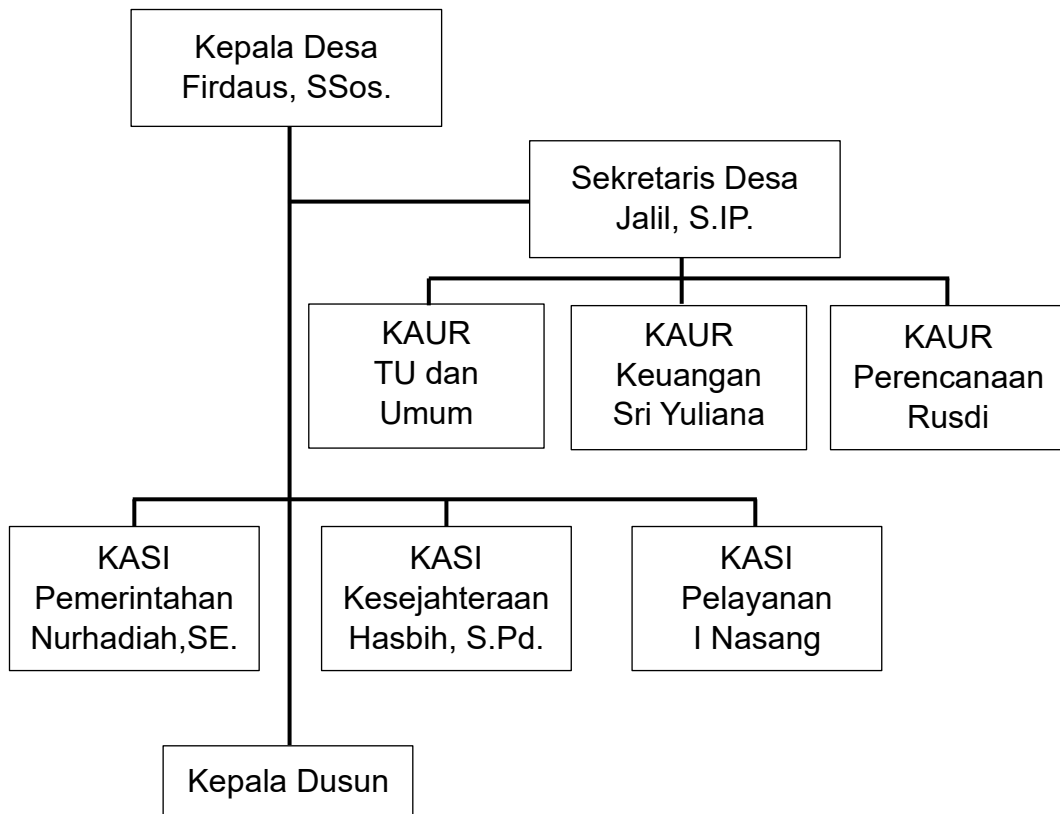 Kepala Desa
Firdaus, SSos.
Sekretaris Desa
Jalil, S.IP.
KAUR
TU dan
Umum
KAUR
Keuangan
Sri Yuliana
KAUR
Perencanaan
Rusdi
KASI
Pemerintahan
Nurhadiah,SE.
KASI
Kesejahteraan
Hasbih, S.Pd.
KASI
Pelayanan
I Nasang
Kepala Dusun